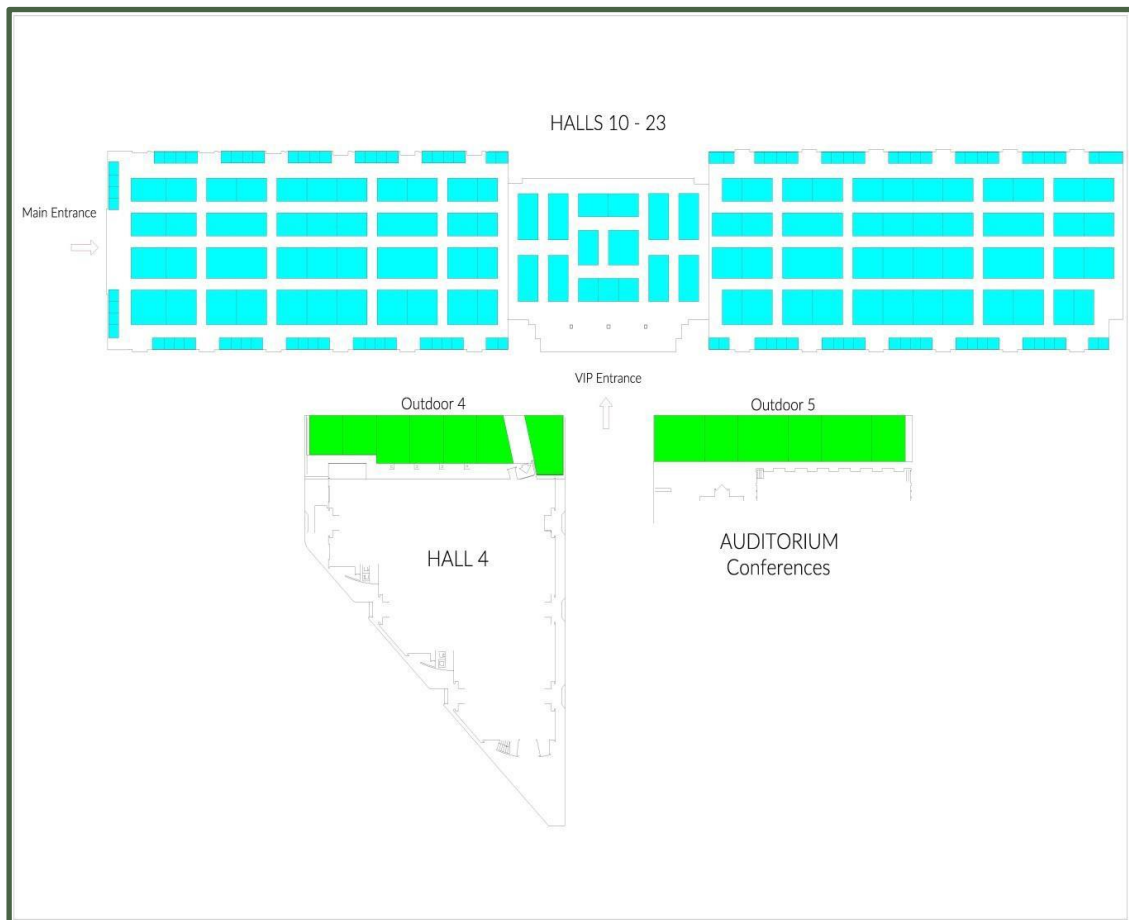 HALLS 10 - 23
Main Entrance
VIP Entrance
Outdoor 4
Outdoor 5
HALL 4
AUDITORIUM
Conferences